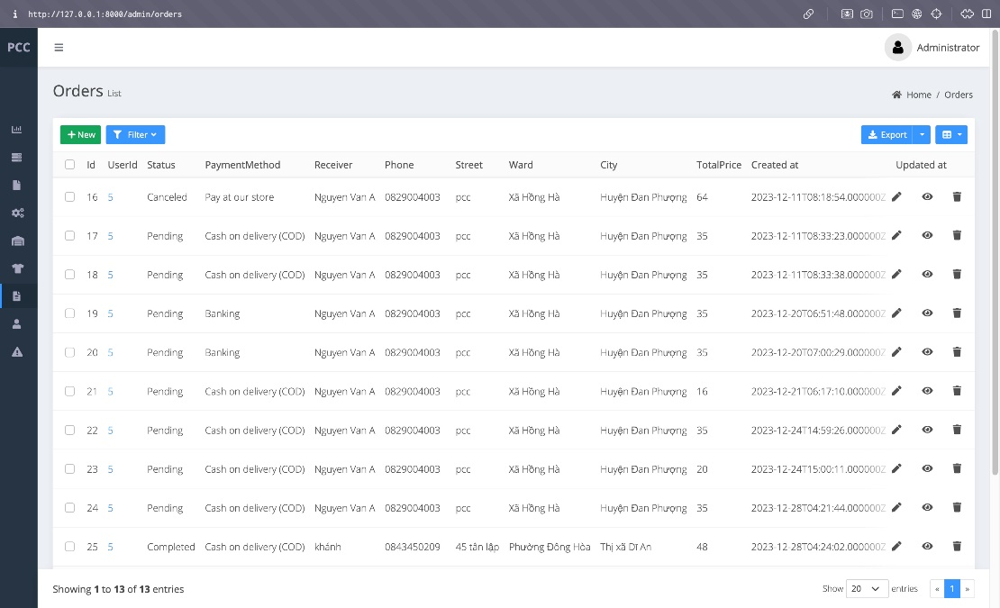 http://127.0.0.1:8000/admin/orders
PCC
Administrator
Orders List
Home / Orders
New Filter Export
Id UserId Status PaymentMethod Receiver Phone Street Ward City TotalPrice Created at Updated at
16 5 Canceled Pay at our store Nguyen Van A 0829004003 pcc Xã Hồng Hà Huyện Đan Phượng 64 2023-12-11T08:18:54.000000Z
17 5 Pending Cash on delivery (COD) Nguyen Van A 0829004003 pcc Xã Hồng Hà Huyện Đan Phượng 35 2023-12-11T08:33:23.000000Z
18 5 Pending Cash on delivery (COD) Nguyen Van A 0829004003 pcc Xã Hồng Hà Huyện Đan Phượng 35 2023-12-11T08:33:38.000000Z
19 5 Pending Banking Nguyen Van A 0829004003 pcc Xã Hồng Hà Huyện Đan Phượng 35 2023-12-20T06:51:48.000000Z
20 5 Pending Banking Nguyen Van A 0829004003 pcc Xã Hồng Hà Huyện Đan Phượng 35 2023-12-20T07:00:29.000000Z
21 5 Pending Cash on delivery (COD) Nguyen Van A 0829004003 pcc Xã Hồng Hà Huyện Đan Phượng 16 2023-12-21T06:17:10.000000Z
22 5 Pending Cash on delivery (COD) Nguyen Van A 0829004003 pcc Xã Hồng Hà Huyện Đan Phượng 35 2023-12-24T14:59:26.000000Z
23 5 Pending Cash on delivery (COD) Nguyen Van A 0829004003 pcc Xã Hồng Hà Huyện Đan Phượng 20 2023-12-24T15:00:11.000000Z
24 5 Pending Cash on delivery (COD) Nguyen Van A 0829004003 pcc Xã Hồng Hà Huyện Đan Phượng 35 2023-12-28T04:21:44.000000Z
25 5 Completed Cash on delivery (COD) khánh 0843450209 45 tân lập Phường Đông Hòa Thị xã Dĩ An 48 2023-12-28T04:24:02.000000Z
Showing 1 to 13 of 13 entries
Show 20 entries « 1 »